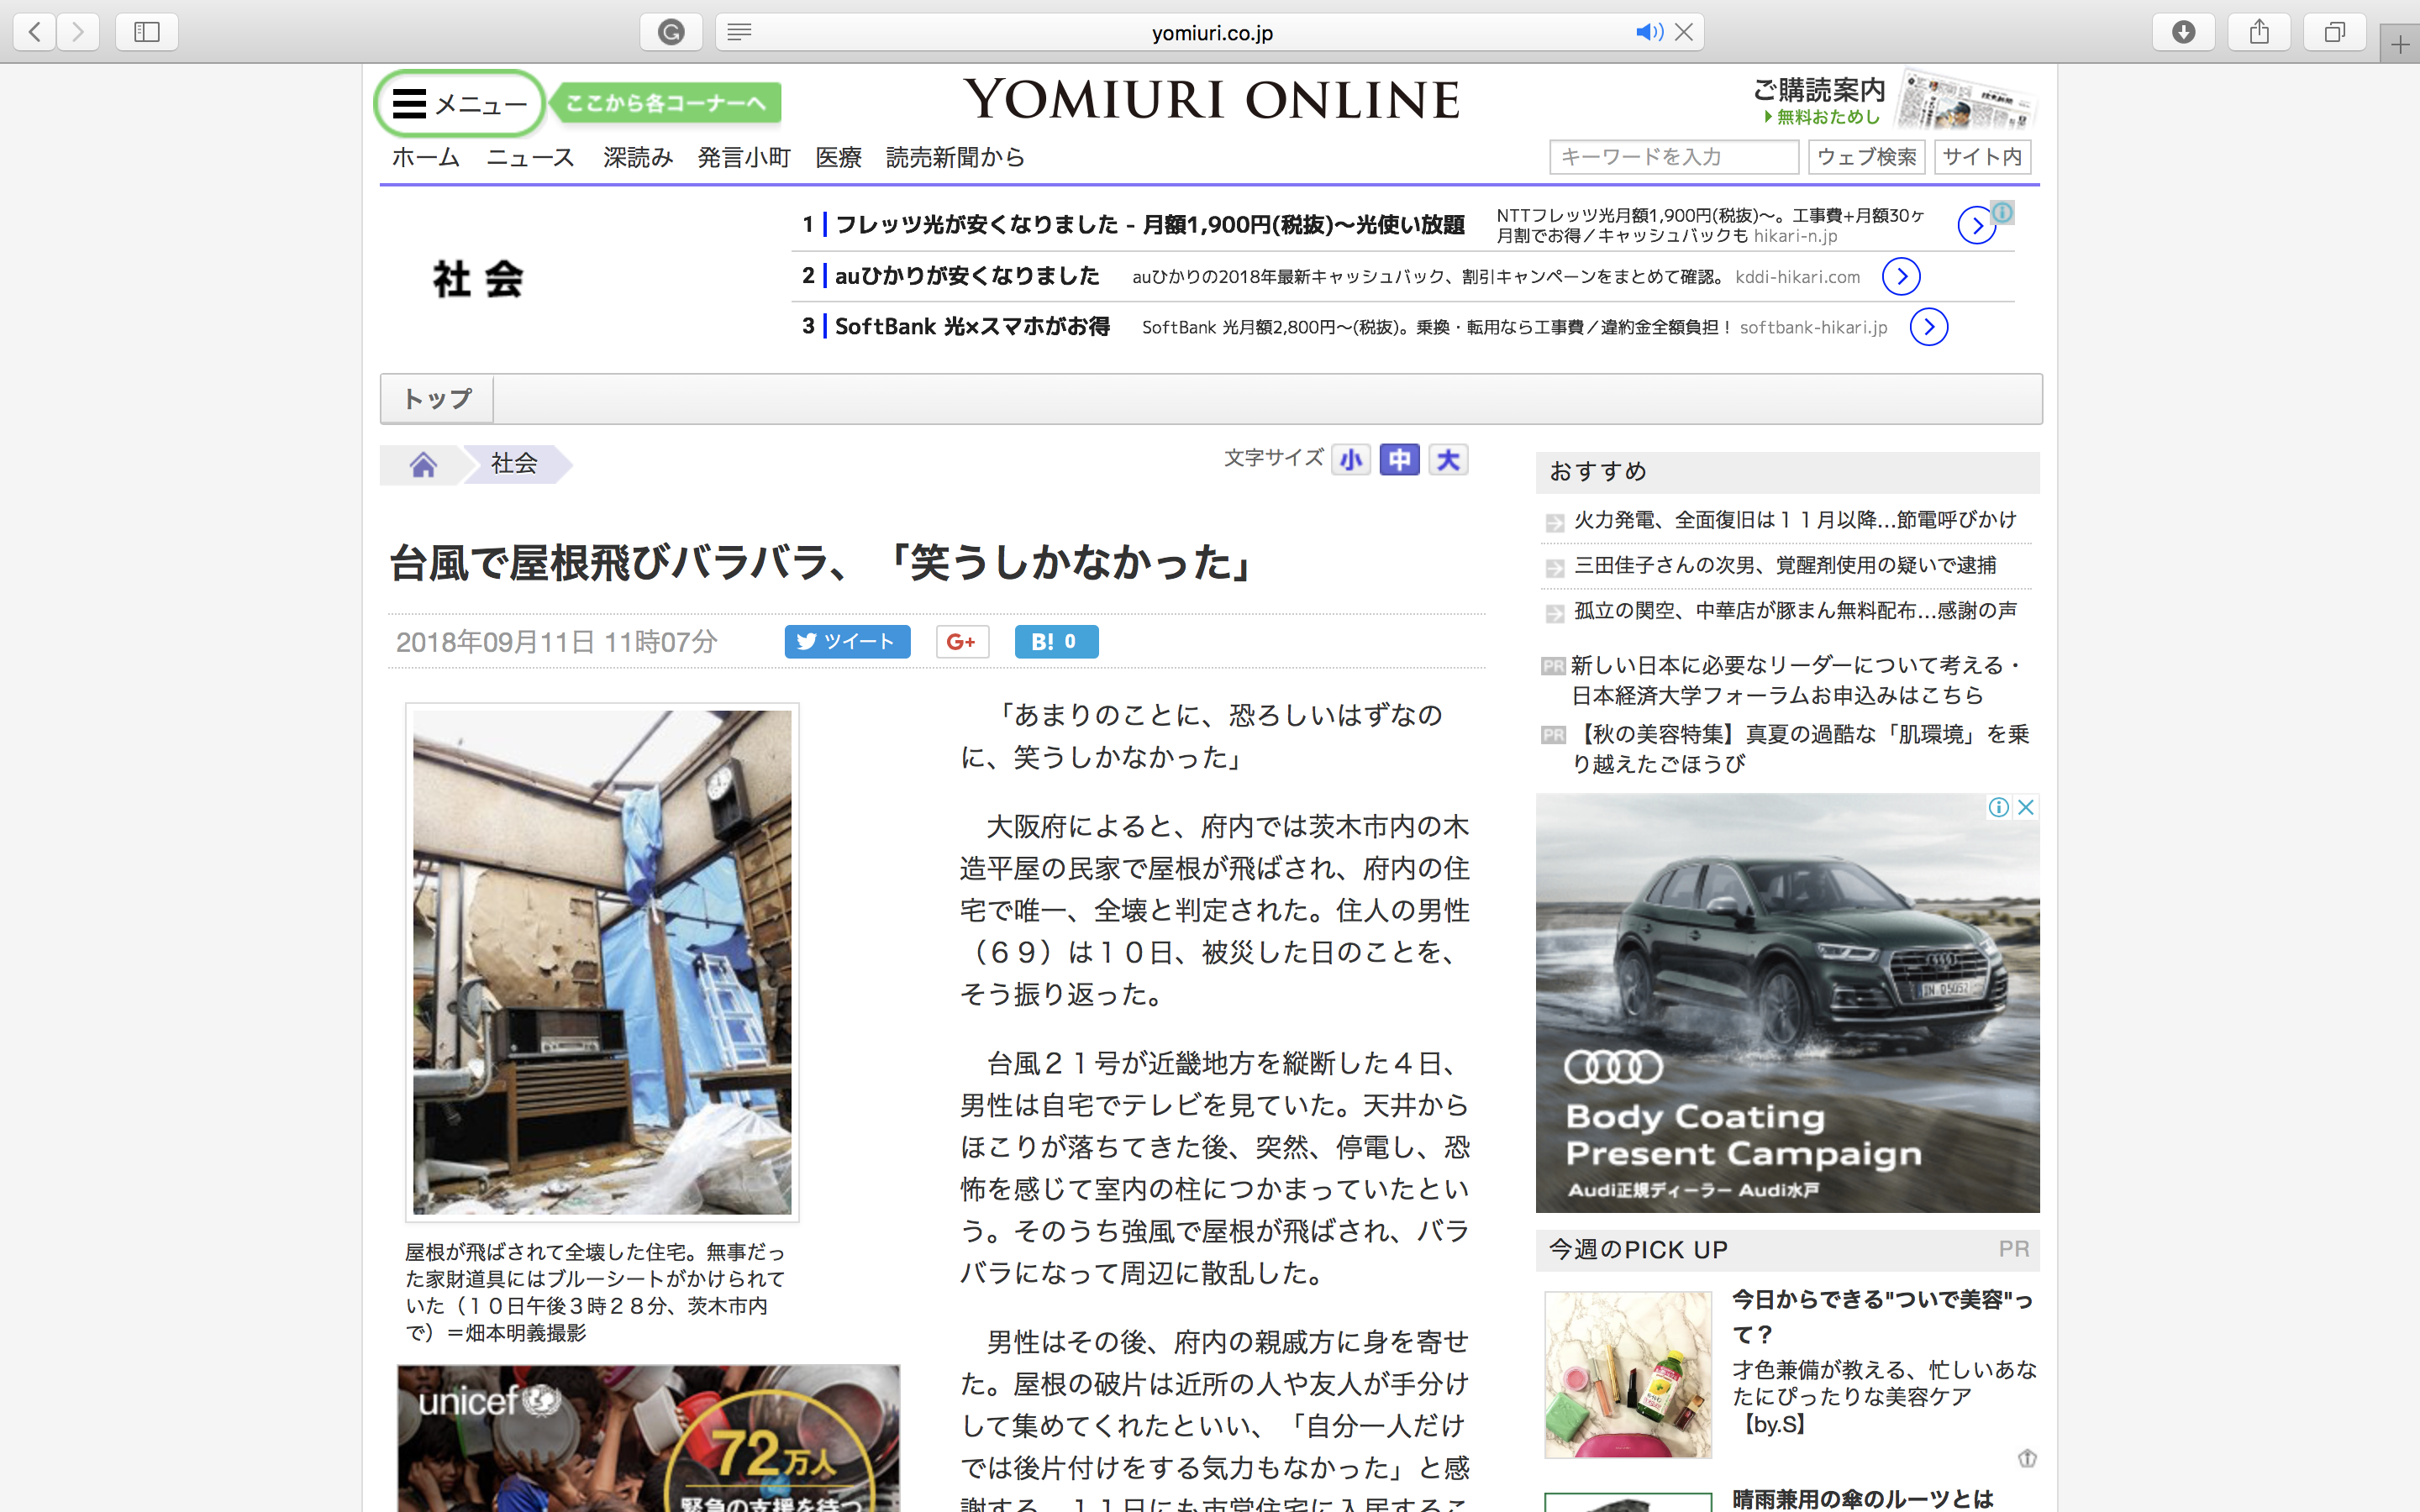 yomiuri.co.jp
メニュー
ここから各コーナーへ
YOMIURI ONLINE
ご購読案内
無料おためし
ホーム ニュース 深読み 発言小町 医療 読売新聞から
キーワードを入力 ウェブ検索 サイト内
社会
1 フレッツ光が安くなりました - 月額1,900円(税抜)〜光使い放題
NTTフレッツ光月額1,900円(税抜)〜。工事費+月額30ヶ
月割でお得／キャッシュバックも hikari-n.jp
2 auひかりが安くなりました auひかりの2018年最新キャッシュバック、割引キャンペーンをまとめて確認。 kddi-hikari.com
3 SoftBank 光×スマホがお得 SoftBank 光月額2,800円〜(税抜)。乗換・転用なら工事費／違約金全額負担！ softbank-hikari.jp
トップ
社会
文字サイズ 小 中 大
台風で屋根飛びバラバラ、「笑うしかなかった」
2018年09月11日 11時07分
ツイート
G+
B! 0
屋根が飛ばされて全壊した住宅。無事だっ
た家財道具にはブルーシートがかけられて
いた（１０日午後３時２８分、茨木市内
で）＝畑本明義撮影
unicef
72万人
緊急の支援を待つ
「あまりのことに、恐ろしいはずなの
に、笑うしかなかった」
大阪府によると、府内では茨木市内の木
造平屋の民家で屋根が飛ばされ、府内の住
宅で唯一、全壊と判定された。住人の男性
（６９）は１０日、被災した日のことを、
そう振り返った。
台風２１号が近畿地方を縦断した４日、
男性は自宅でテレビを見ていた。天井から
ほこりが落ちてきた後、突然、停電し、恐
怖を感じて室内の柱につかまっていたとい
う。そのうち強風で屋根が飛ばされ、バラ
バラになって周辺に散乱した。
男性はその後、府内の親戚方に身を寄せ
た。屋根の破片は近所の人や友人が手分け
して集めてくれたといい、「自分一人だけ
では後片付けをする気力もなかった」と感
謝する。１１日にも市営住宅に入居するこ
おすすめ
火力発電、全面復旧は１１月以降…節電呼びかけ
三田佳子さんの次男、覚醒剤使用の疑いで逮捕
孤立の関空、中華店が豚まん無料配布…感謝の声
PR 新しい日本に必要なリーダーについて考える・
日本経済大学フォーラムお申込みはこちら
PR 【秋の美容特集】真夏の過酷な「肌環境」を乗
り越えたごほうび
Body Coating
Present Campaign
Audi正規ディーラー Audi水戸
今週のPICK UP PR
今日からできる"ついで美容"っ
て？
才色兼備が教える、忙しいあな
たにぴったりな美容ケア
【by.S】
晴雨兼用の傘のルーツとは